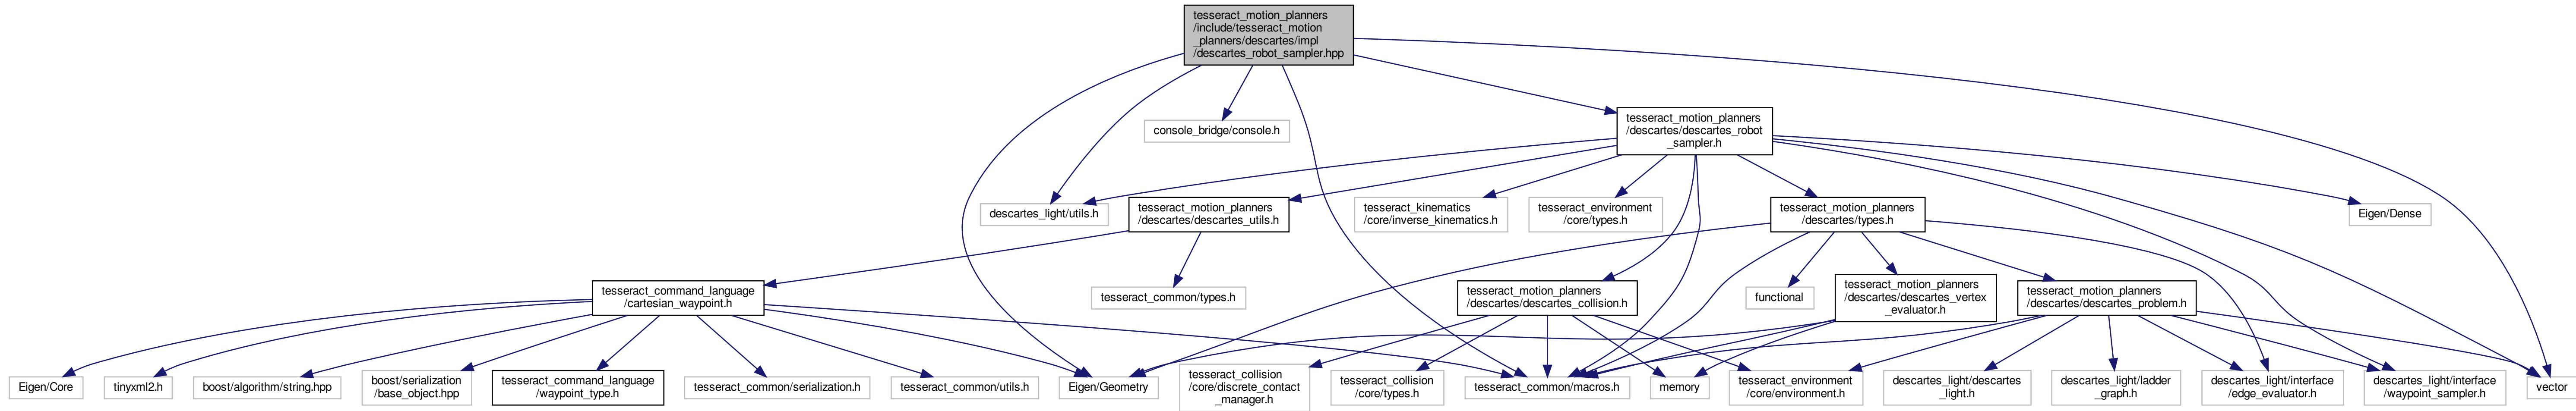 tesseract_motion_planners
/include/tesseract_motion
_planners/descartes/impl
/descartes_robot_sampler.hpp
console_bridge/console.h
tesseract_motion_planners
/descartes/descartes_robot
_sampler.h
descartes_light/utils.h
tesseract_motion_planners
/descartes/descartes_utils.h
tesseract_kinematics
/core/inverse_kinematics.h
tesseract_environment
/core/types.h
tesseract_motion_planners
/descartes/types.h
Eigen/Dense
tesseract_command_language
/cartesian_waypoint.h
tesseract_common/types.h
tesseract_motion_planners
/descartes/descartes_collision.h
functional
tesseract_motion_planners
/descartes/descartes_vertex
_evaluator.h
tesseract_motion_planners
/descartes/descartes_problem.h
Eigen/Core
tinyxml2.h
boost/algorithm/string.hpp
boost/serialization
/base_object.hpp
tesseract_command_language
/waypoint_type.h
tesseract_common/serialization.h
tesseract_common/utils.h
Eigen/Geometry
tesseract_collision
/core/discrete_contact
_manager.h
tesseract_collision
/core/types.h
tesseract_common/macros.h
memory
tesseract_environment
/core/environment.h
descartes_light/descartes
_light.h
descartes_light/ladder
_graph.h
descartes_light/interface
/edge_evaluator.h
descartes_light/interface
/waypoint_sampler.h
vector